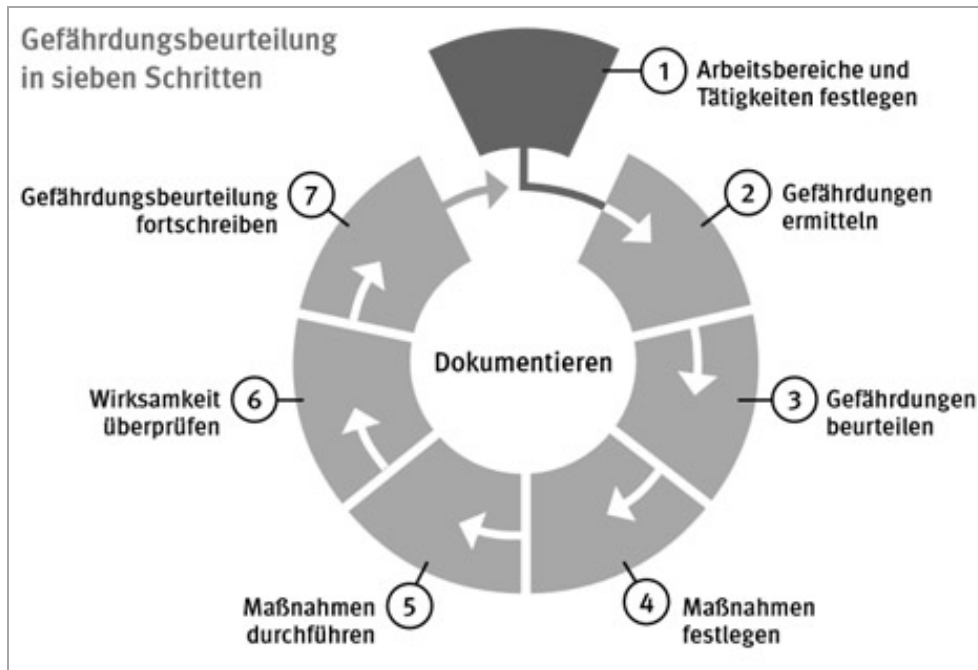 Gefährdungsbeurteilung
in sieben Schritten
1 Arbeitsbereiche und
Tätigkeiten festlegen
2 Gefährdungen
ermitteln
3 Gefährdungen
beurteilen
4 Maßnahmen
festlegen
5 Maßnahmen
durchführen
6 Wirksamkeit
überprüfen
7 Gefährdungsbeurteilung
fortschreiben
Dokumentieren